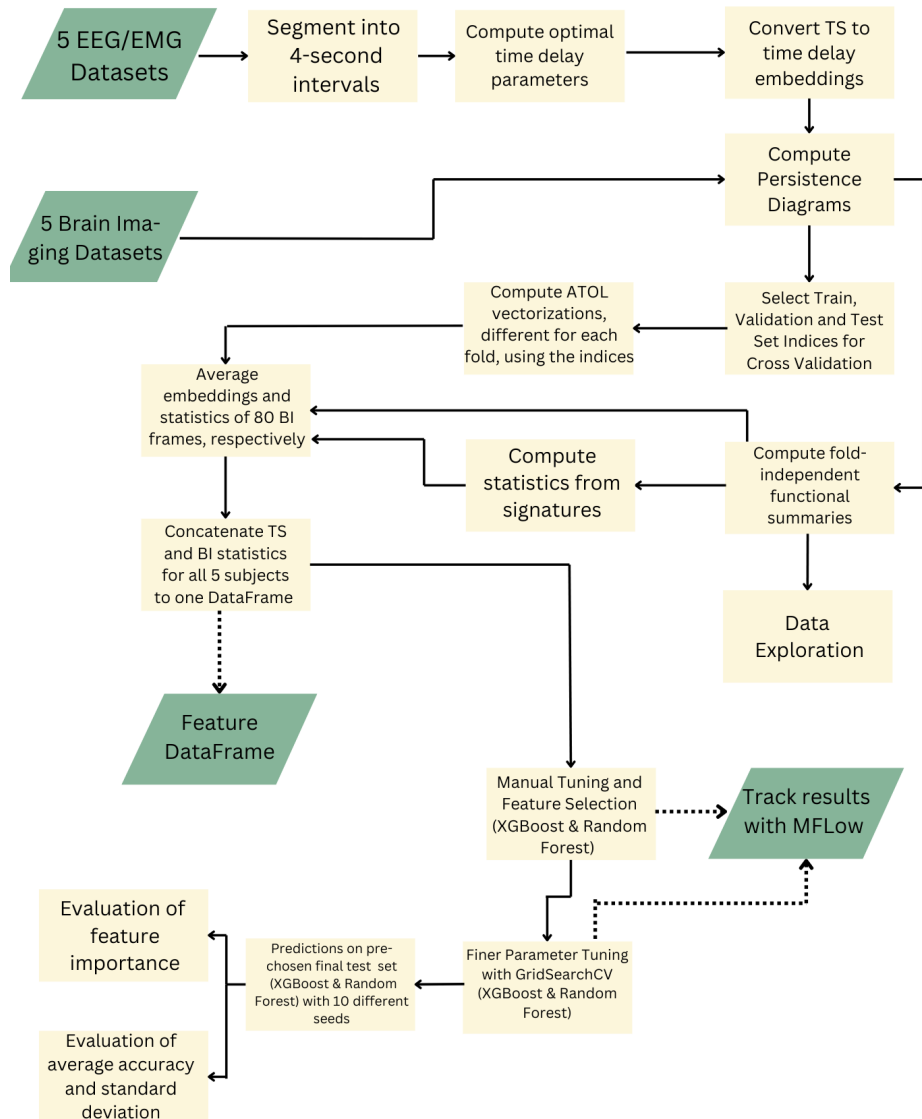 5 EEG/EMG
Datasets
Segment into
4-second
intervals
Compute optimal
time delay
parameters
Convert TS to
time delay
embeddings
Compute
Persistence
Diagrams
5 Brain Ima-
ging Datasets
Compute ATOL
vectorizations,
different for each
fold, using the indices
Select Train,
Validation and Test
Set Indices for
Cross Validation
Average
embeddings and
statistics of 80 BI
frames, respectively
Compute
statistics from
signatures
Compute fold-
independent
functional
summaries
Concatenate TS
and BI statistics
for all 5 subjects
to one DataFrame
Data
Exploration
Feature
DataFrame
Manual Tuning and
Feature Selection
(XGBoost & Random
Forest)
Track results
with MFLow
Evaluation of
feature
importance
Predictions on pre-
chosen final test set
(XGBoost & Random
Forest) with 10 different
seeds
Finer Parameter Tuning
with GridSearchCV
(XGBoost & Random
Forest)
Evaluation of
average accuracy
and standard
deviation